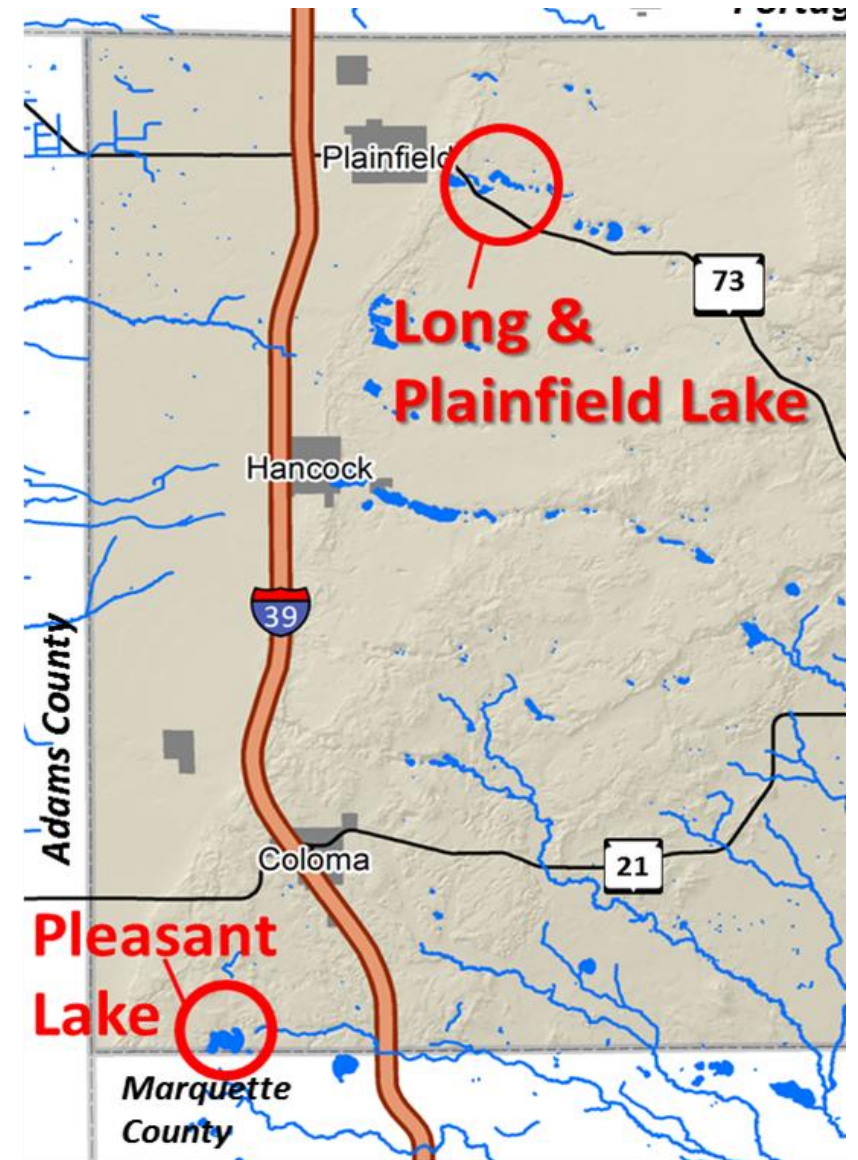 Plainfield
73
Long &
Plainfield Lake
Hancock
39
Adams County
Coloma
21
Pleasant
Lake
Marquette
County